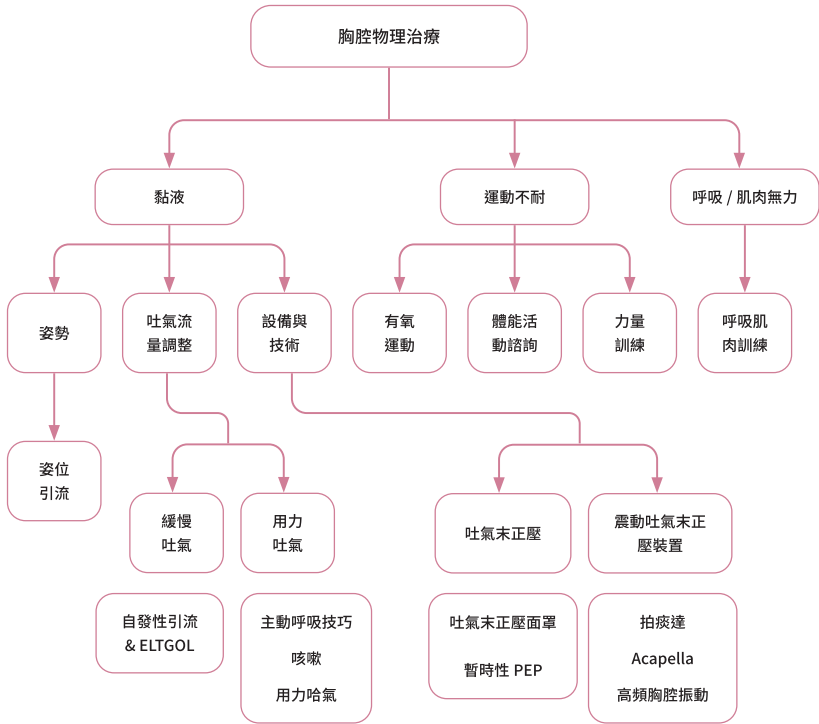 胸腔物理治療
黏液
運動不耐
呼吸 / 肌肉無力
姿勢
吐氣流
量調整
設備與
技術
有氧
運動
體能活
動諮詢
力量
訓練
呼吸肌
肉訓練
姿位
引流
緩慢
吐氣
用力
吐氣
吐氣末正壓
震動吐氣末正
壓裝置
自發性引流
& ELTGOL
主動呼吸技巧
咳嗽
用力哈氣
吐氣末正壓面罩
暫時性 PEP
拍痰達
Acapella
高頻胸腔振動